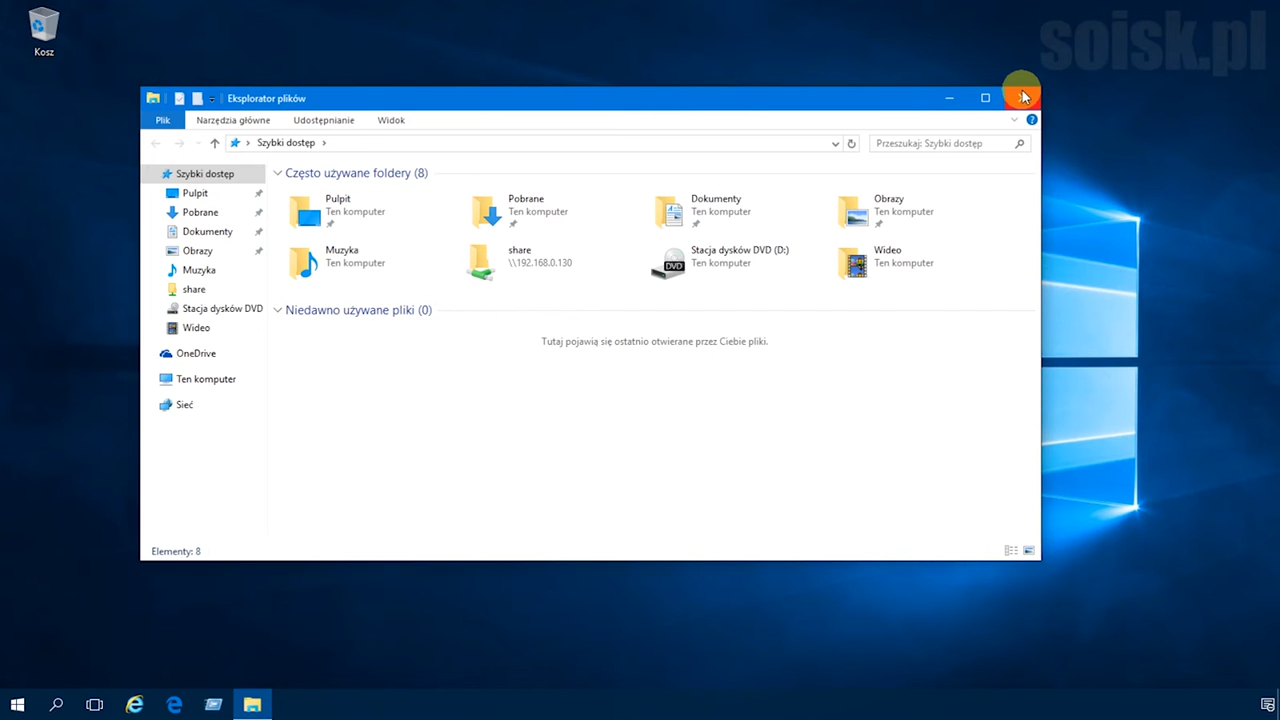 Kosz
soisk.pl
Eksplorator plików
Plik Narzędzia główne Udostępnianie Widok
Szybki dostęp
Przeszukaj: Szybki dostęp
Szybki dostęp
Pulpit
Pobrane
Dokumenty
Obrazy
Muzyka
share
Stacja dysków DVD
Wideo
OneDrive
Ten komputer
Sieć
Często używane foldery (8)
Pulpit
Ten komputer
Pobrane
Ten komputer
Dokumenty
Ten komputer
Obrazy
Ten komputer
Muzyka
Ten komputer
share
\\192.168.0.130
DVD
Stacja dysków DVD (D:)
Ten komputer
Wideo
Ten komputer
Niedawno używane pliki (0)
Tutaj pojawią się ostatnio otwierane przez Ciebie pliki.
Elementy: 8